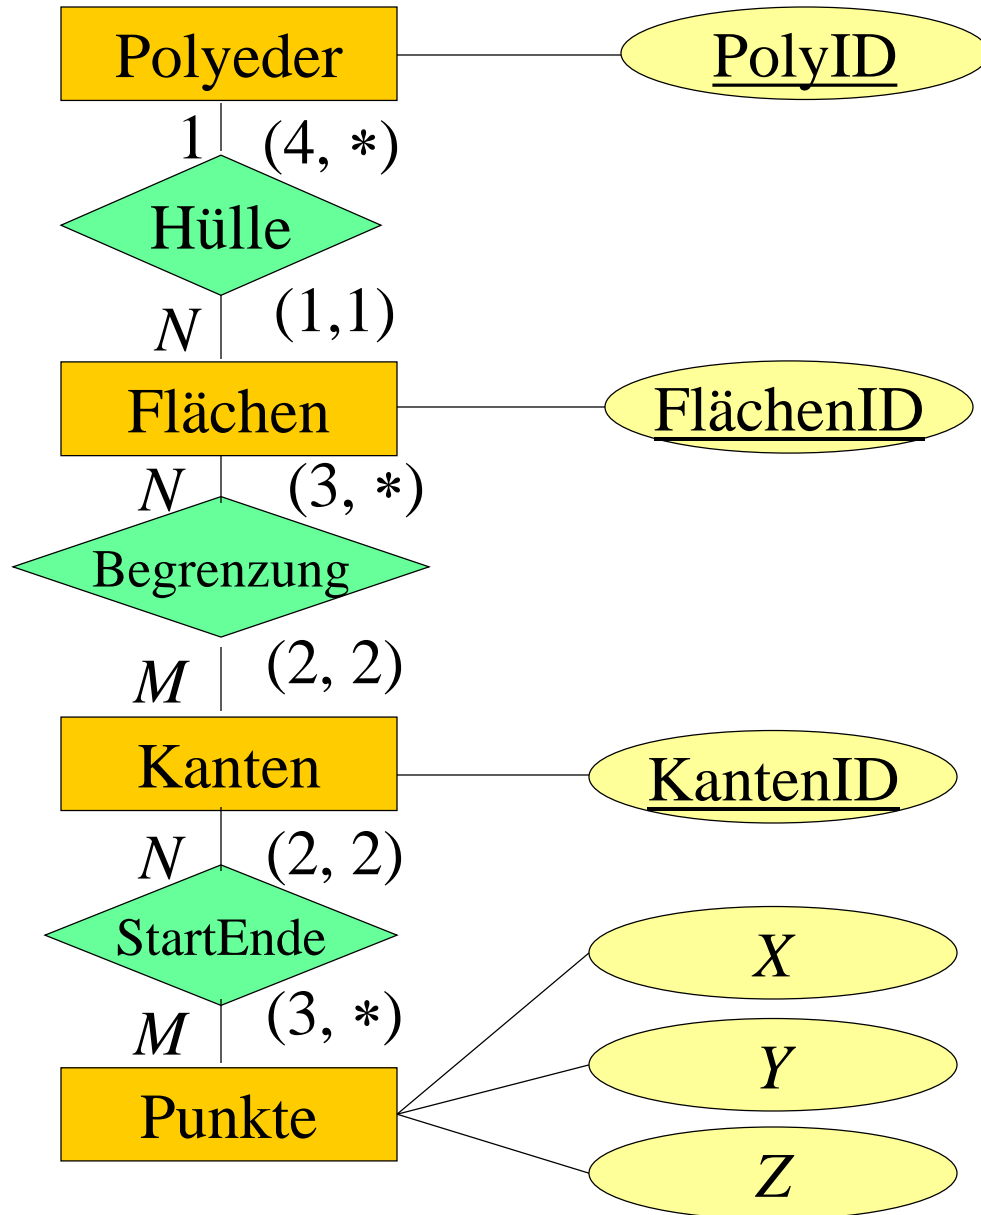 Polyeder
PolyID
1
(4, *)
Hülle
N
(1,1)
Flächen
FlächenID
N
(3, *)
Begrenzung
M
(2, 2)
Kanten
KantenID
N
(2, 2)
StartEnde
X
M
(3, *)
Y
Punkte
Z